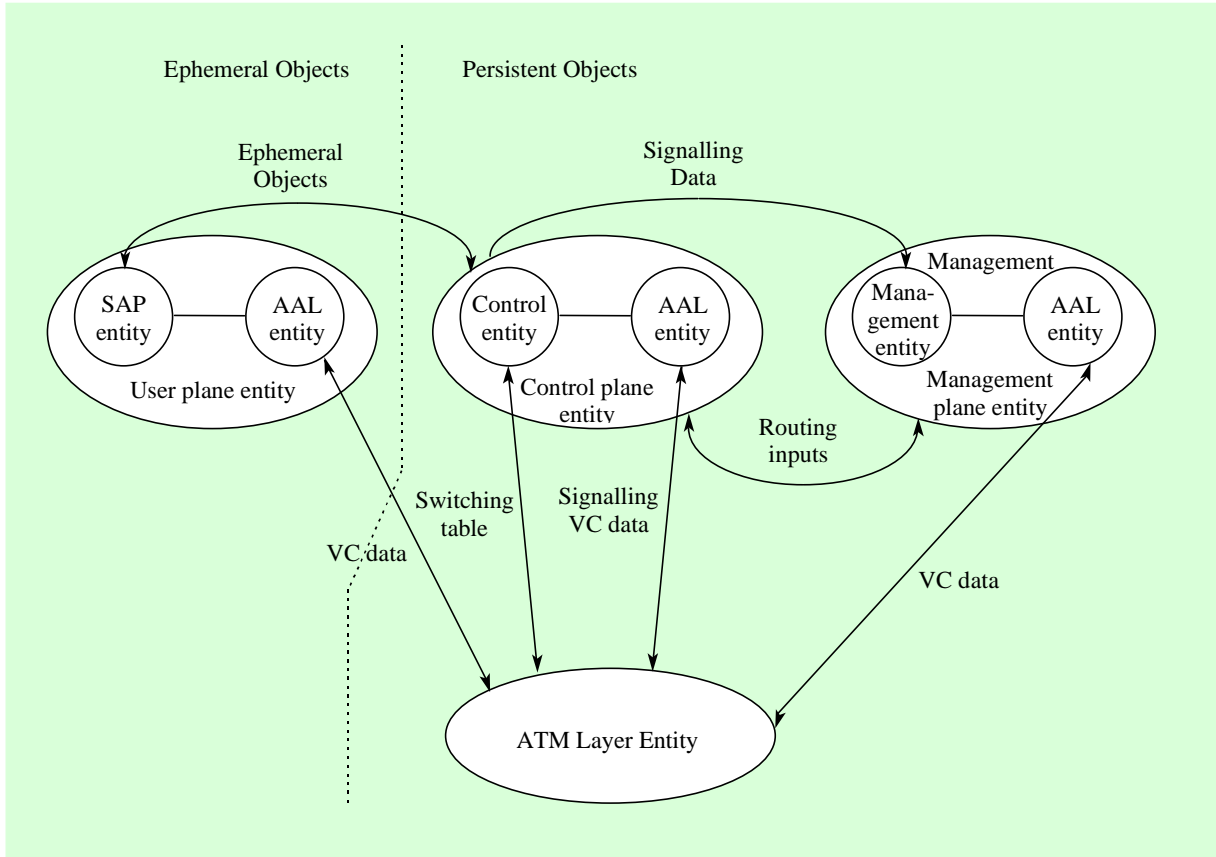 Ephemeral Objects
Persistent Objects
Ephemeral
Objects
Signalling
Data
SAP
entity
AAL
entity
User plane entity
Control
entity
AAL
entity
Control plane
entity
Management
Mana-
gement
entity
AAL
entity
Management
plane entity
Routing
inputs
Switching
table
Signalling
VC data
VC data
VC data
ATM Layer Entity